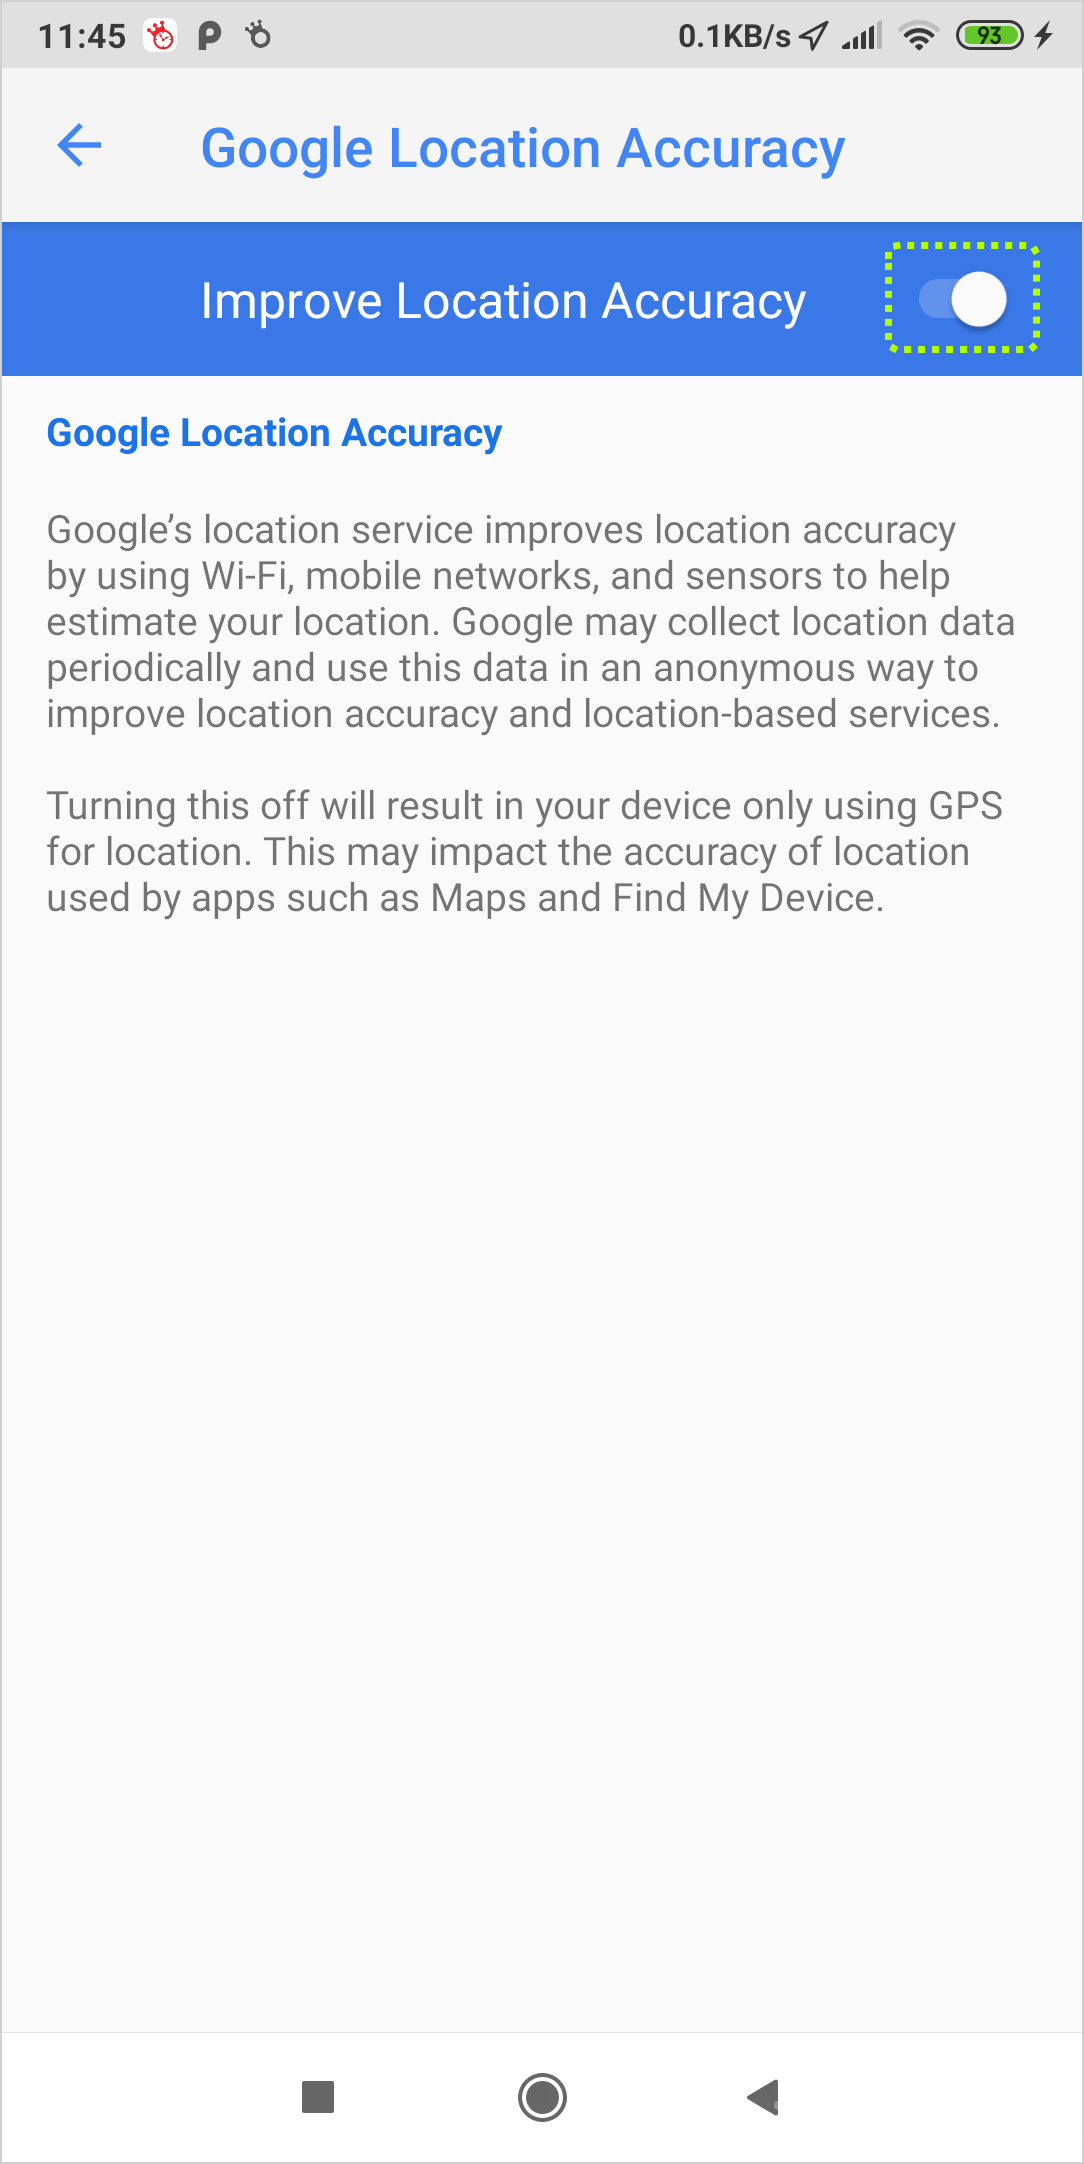 11:45 0.1KB/s 93
Google Location Accuracy
Improve Location Accuracy
Google Location Accuracy
Google’s location service improves location accuracy
by using Wi-Fi, mobile networks, and sensors to help
estimate your location. Google may collect location data
periodically and use this data in an anonymous way to
improve location accuracy and location-based services.
Turning this off will result in your device only using GPS
for location. This may impact the accuracy of location
used by apps such as Maps and Find My Device.